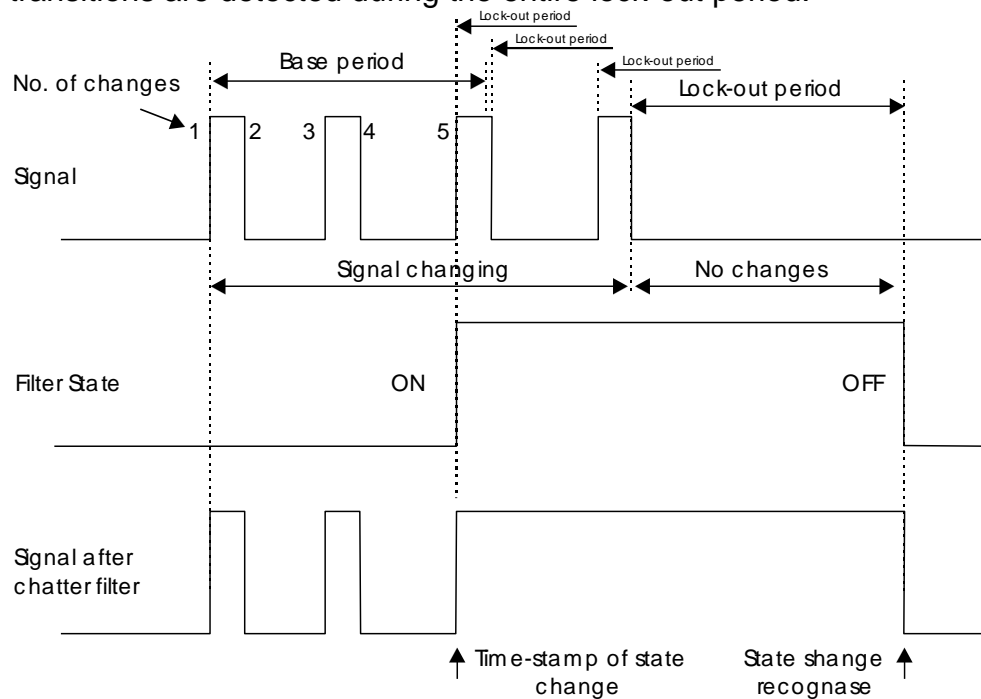 transitions are detected during the entire lock-out period.
Lock-out period
Lock-out period
Base period
Lock-out period
No. of changes
Lock-out period
1 2 3 4 5
Signal
Signal changing
No changes
Filter State
ON
OFF
Signal after
chatter filter
Time-stamp of state
change
State shange
recognase